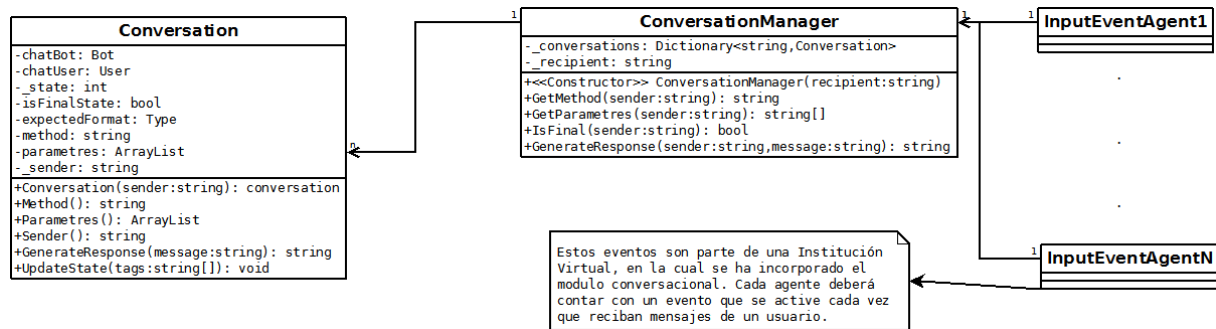 Conversation
-chatBot: Bot
-chatUser: User
-_state: int
-isFinalState: bool
-expectedFormat: Type
-method: string
-parametres: ArrayList
-_sender: string
+Conversation(sender:string): conversation
+Method(): string
+Parametres(): ArrayList
+Sender(): string
+GenerateResponse(message:string): string
+UpdateState(tags:string[]): void
n
1
ConversationManager
-_conversations: Dictionary<string,Conversation>
-_recipient: string
+<<Constructor>> ConversationManager(recipient:string)
+GetMethod(sender:string): string
+GetParametres(sender:string): string[]
+IsFinal(sender:string): bool
+GenerateResponse(sender:string,message:string): string
1
1
InputEventAgent1
.
.
.
1
InputEventAgentN
Estos eventos son parte de una Institución
Virtual, en la cual se ha incorporado el
modulo conversacional. Cada agente deberá
contar con un evento que se active cada vez
que reciban mensajes de un usuario.